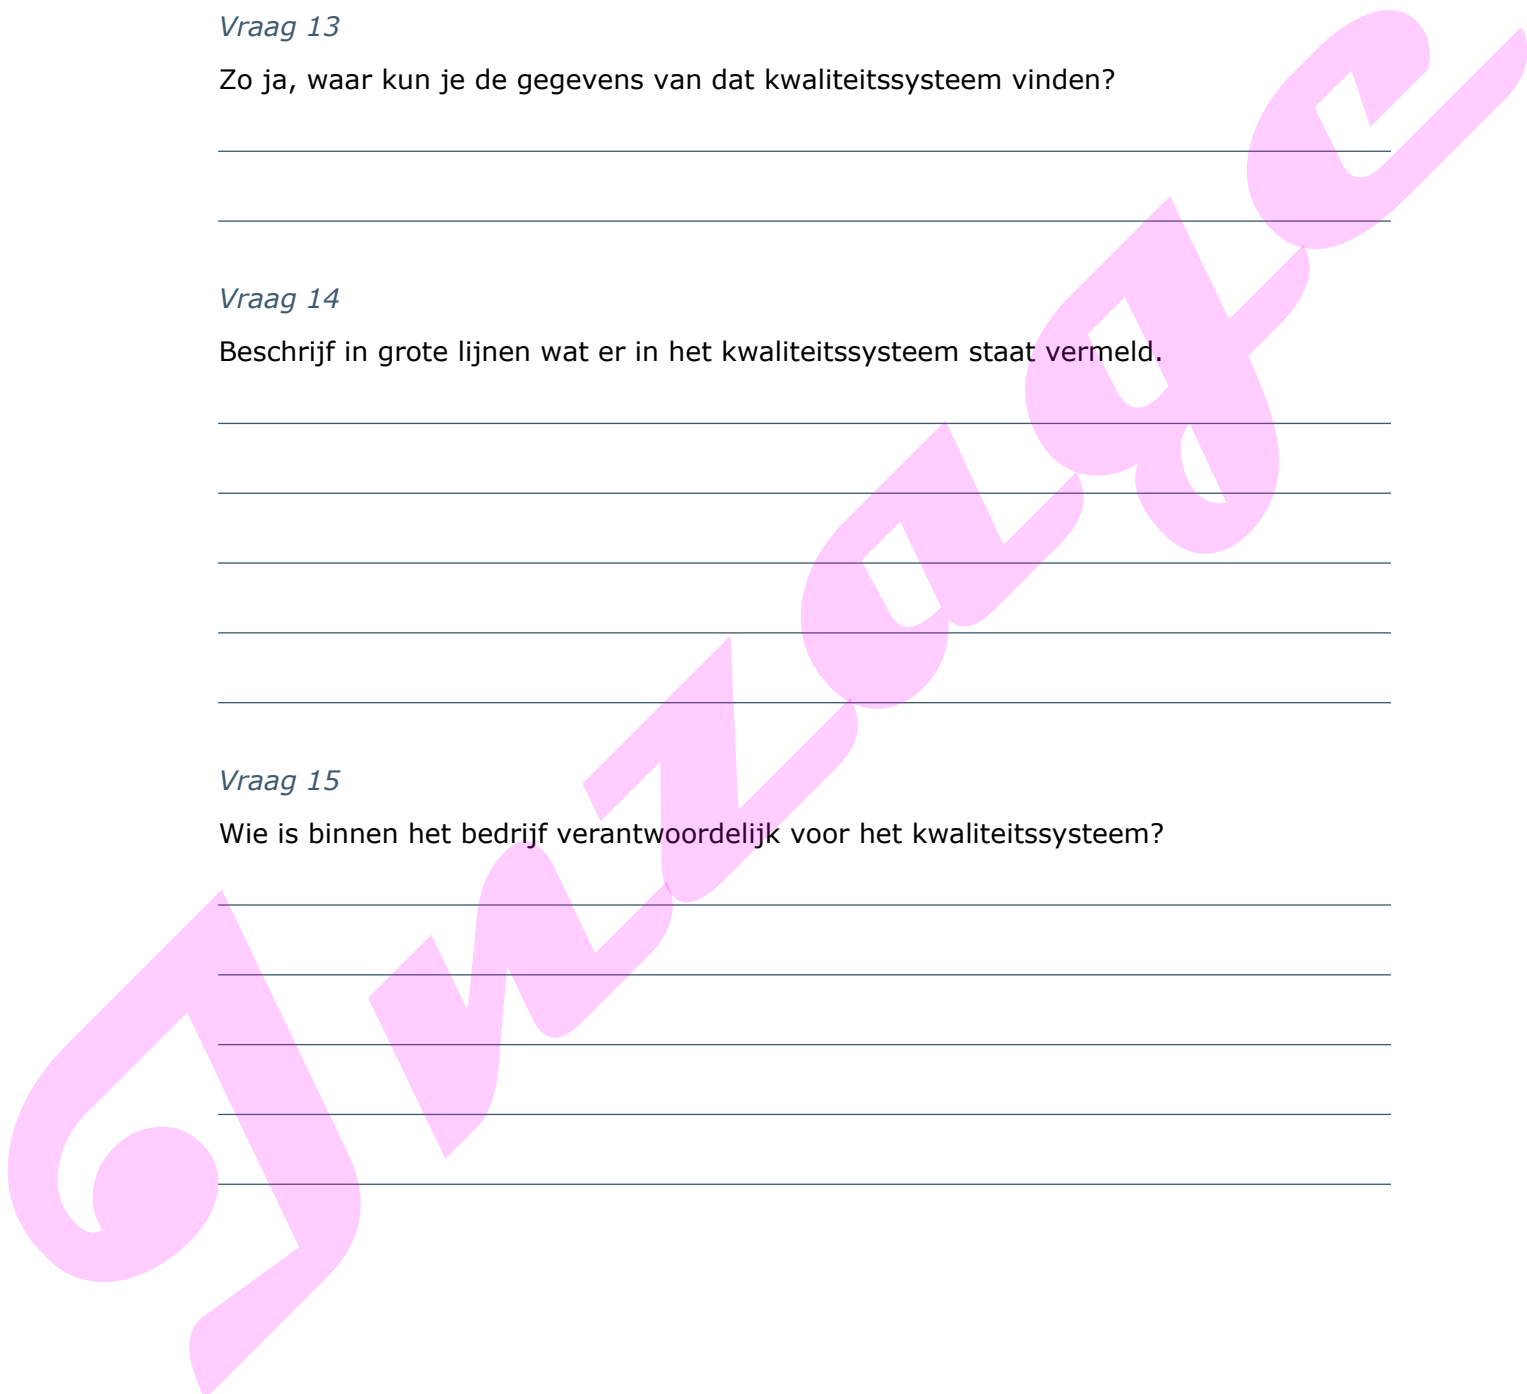 Vraag 13
Zo ja, waar kun je de gegevens van dat kwaliteitssysteem vinden?
Vraag 14
Beschrijf in grote lijnen wat er in het kwaliteitssysteem staat vermeld.
Vraag 15
Wie is binnen het bedrijf verantwoordelijk voor het kwaliteitssysteem?
Inzage